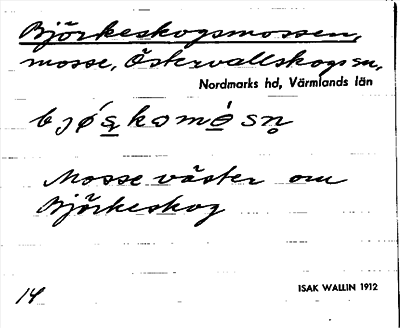 Björkeskogsmossen,
mosse, Östervallskogs sn,
Nordmarks hd, Värmlands län
Mosse väster om
Björkeskog
14
ISAK WALLIN 1912